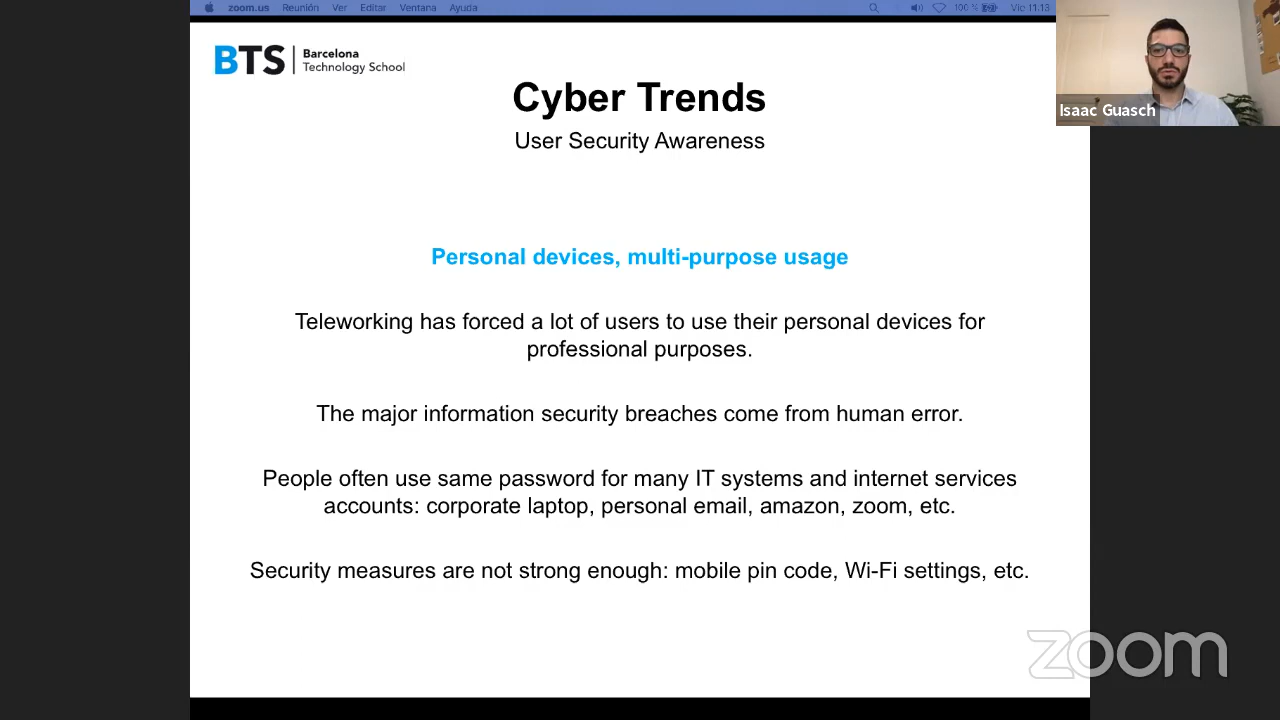 zoom.us Reunión Ver Editar Ventana Ayuda 100 % Vie 11:13
BTS
Barcelona
Technology School
Cyber Trends
User Security Awareness
Isaac Guasch
Personal devices, multi-purpose usage
Teleworking has forced a lot of users to use their personal devices for
professional purposes.
The major information security breaches come from human error.
People often use same password for many IT systems and internet services
accounts: corporate laptop, personal email, amazon, zoom, etc.
Security measures are not strong enough: mobile pin code, Wi-Fi settings, etc.
zoom